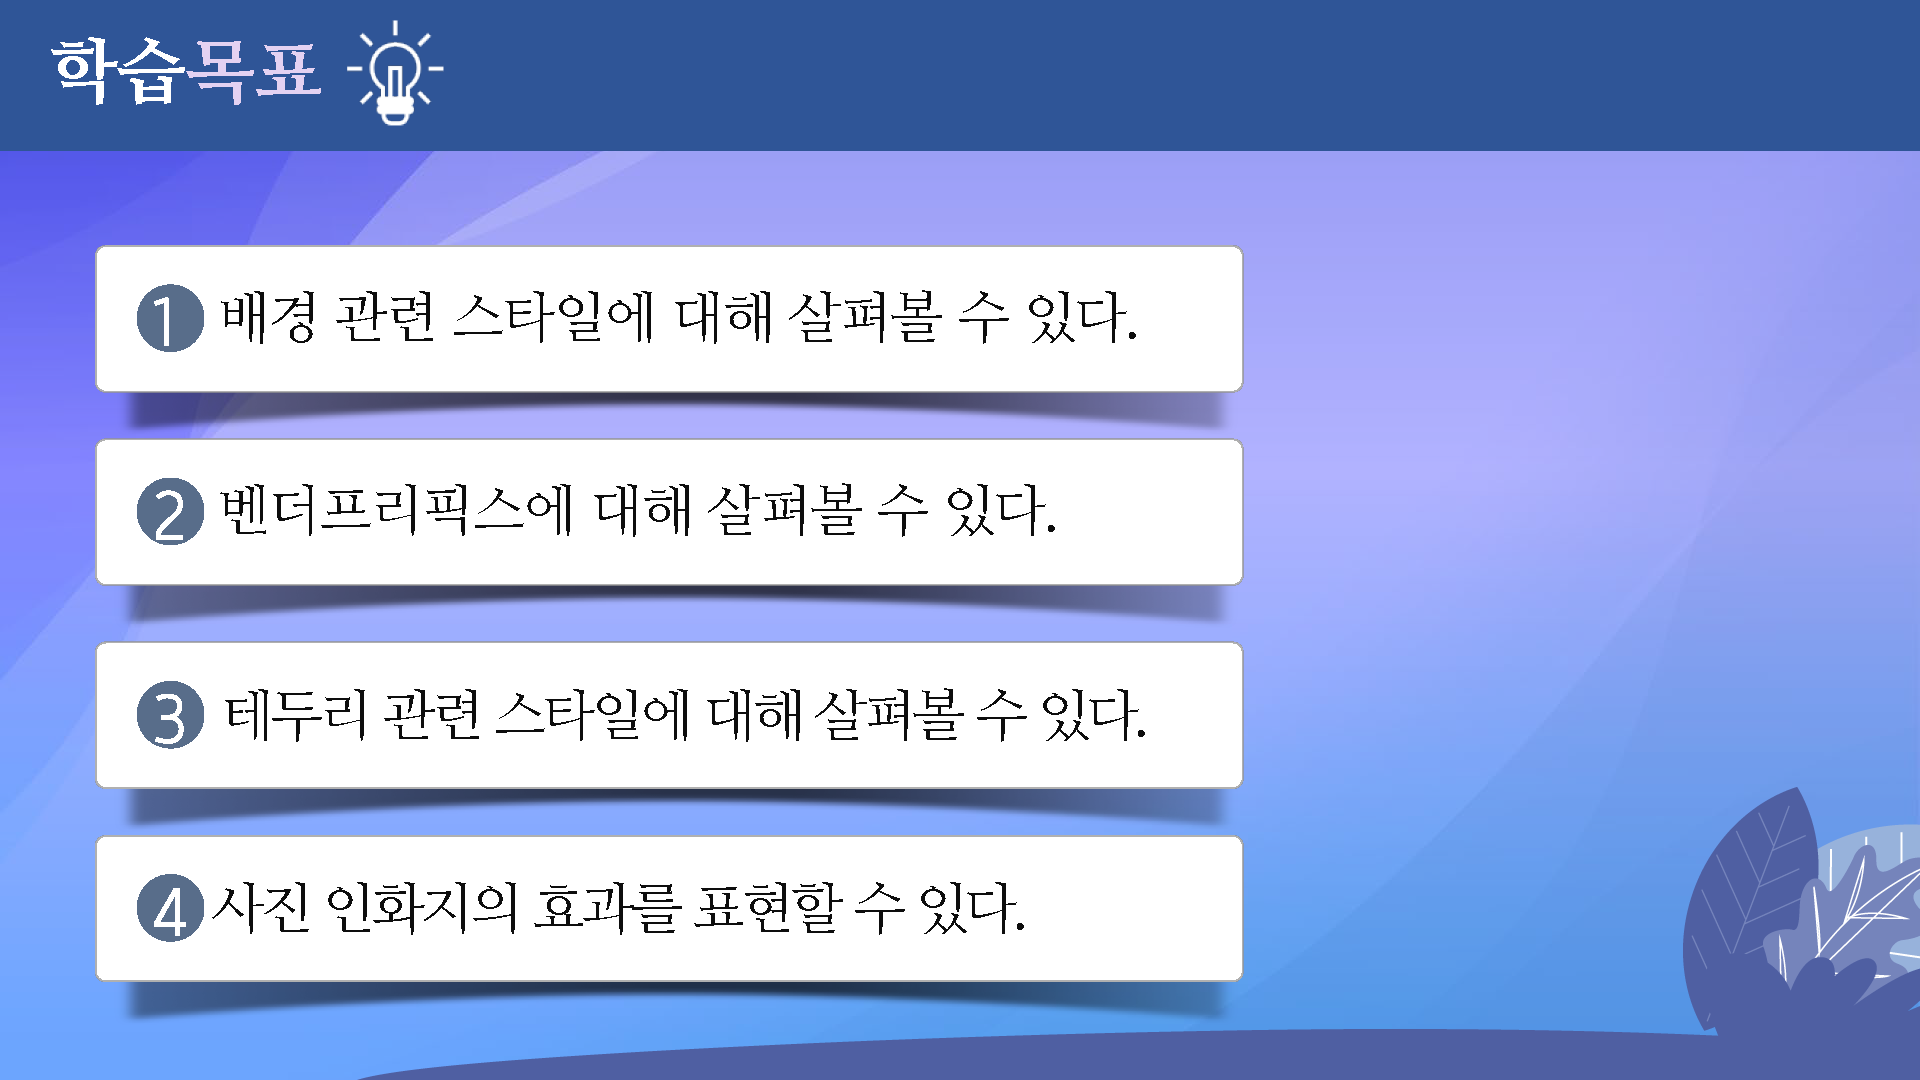 학습목표
1 배경 관련 스타일에 대해 살펴볼 수 있다.
2 벤더프리픽스에 대해 살펴볼 수 있다.
3 테두리 관련 스타일에 대해 살펴볼 수 있다.
4 사진 인화지의 효과를 표현할 수 있다.